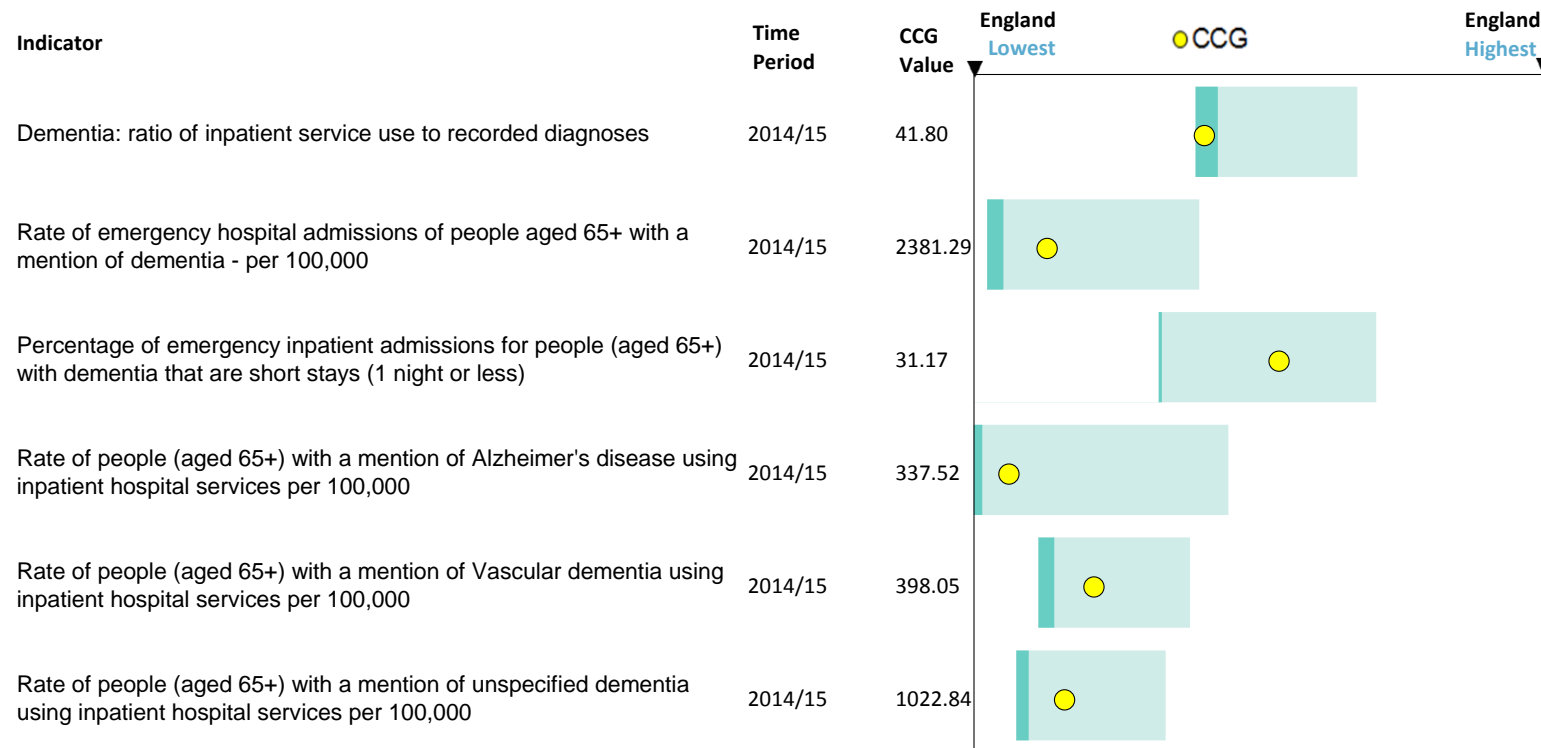 Indicator
Time
Period
CCG
Value
England
Lowest
CCG
England
Highest
Dementia: ratio of inpatient service use to recorded diagnoses 2014/15 41.80
Rate of emergency hospital admissions of people aged 65+ with a
mention of dementia - per 100,000
2014/15 2381.29
Percentage of emergency inpatient admissions for people (aged 65+)
with dementia that are short stays (1 night or less)
2014/15 31.17
Rate of people (aged 65+) with a mention of Alzheimer's disease using
inpatient hospital services per 100,000
2014/15 337.52
Rate of people (aged 65+) with a mention of Vascular dementia using
inpatient hospital services per 100,000
2014/15 398.05
Rate of people (aged 65+) with a mention of unspecified dementia
using inpatient hospital services per 100,000
2014/15 1022.84